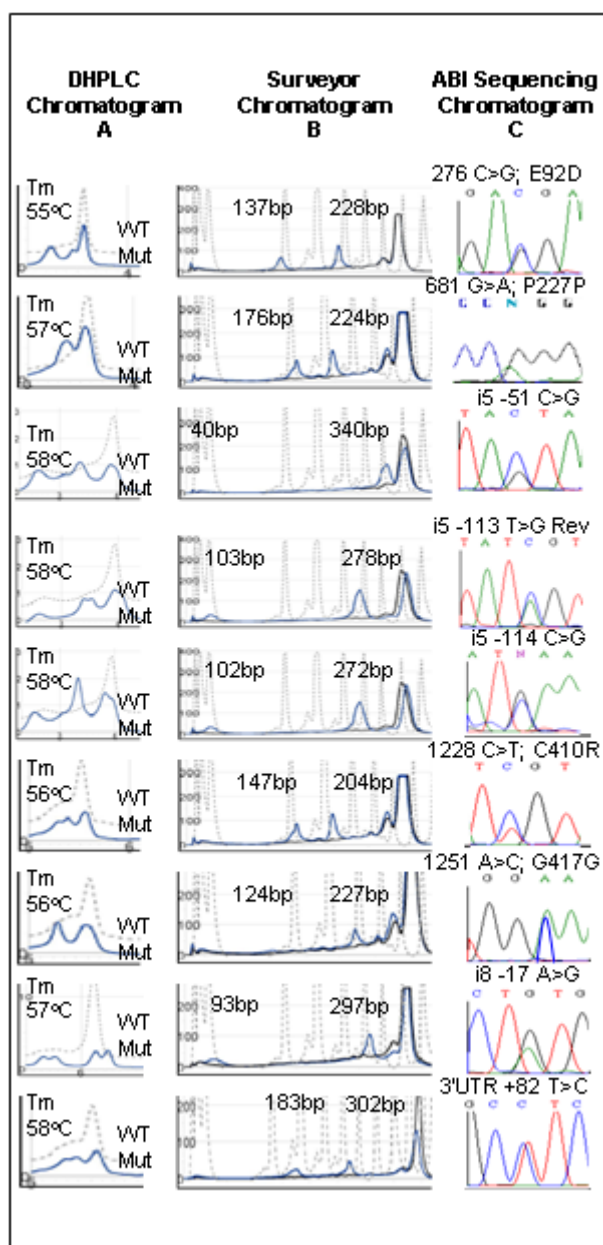 DHPLC Chromatogram A
Surveyor Chromatogram B
ABI Sequencing Chromatogram C
Tm 55ºC
WT
Mut
137bp 228bp
276 C>G; E92D
G A C G A
Tm 57ºC
WT
Mut
176bp 224bp
681 G>A; P227P
N G G
Tm 58ºC
WT
Mut
40bp 340bp
i5 -51 C>G
T A C T A
Tm 58ºC
WT
Mut
103bp 278bp
i5 -113 T>G Rev
T A T C G T
Tm 58ºC
WT
Mut
102bp 272bp
i5 -114 C>G
A T N A A
Tm 56ºC
WT
Mut
147bp 204bp
1228 C>T; C410R
T C G T
Tm 56ºC
WT
Mut
124bp 227bp
1251 A>C; G417G
G G A A
Tm 57ºC
WT
Mut
93bp 297bp
i8 -17 A>G
C T G T G
Tm 58ºC
WT
Mut
183bp 302bp
3'UTR +82 T>C
G C C T C